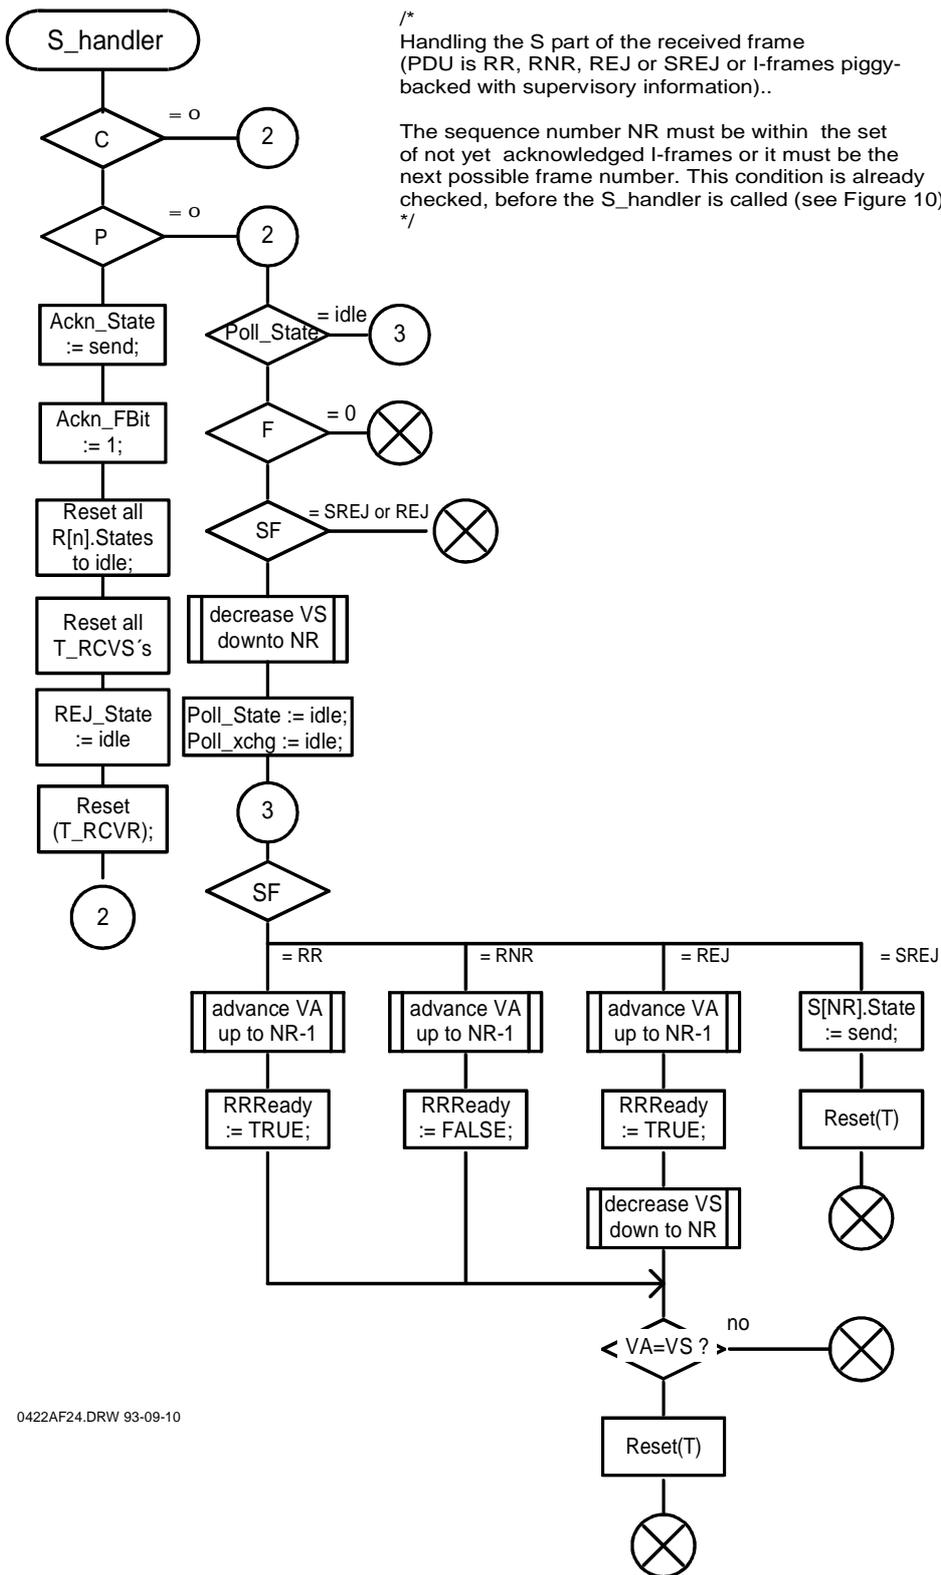 S_handler
/*
Handling the S part of the received frame
(PDU is RR, RNR, REJ or SREJ or I-frames piggy-
backed with supervisory information)..
The sequence number NR must be within the set
of not yet acknowledged I-frames or it must be the
next possible frame number. This condition is already
checked, before the S_handler is called (see Figure 10)
*/
C
= 0
2
P
= 0
2
Ackn_State
:= send;
Ackn_FBit
:= 1;
Reset all
R[n].States
to idle;
Reset all
T_RCVS´s
REJ_State
:= idle
Reset
(T_RCVR);
2
Poll_State
= idle
3
F
= 0
SF
= SREJ or REJ
decrease VS
downto NR
Poll_State := idle;
Poll_xchg := idle;
3
SF
= RR
= RNR
= REJ
= SREJ
advance VA
up to NR-1
RRReady
:= TRUE;
advance VA
up to NR-1
RRReady
:= FALSE;
advance VA
up to NR-1
RRReady
:= TRUE;
decrease VS
down to NR
S[NR].State
:= send;
Reset(T)
VA=VS ?
no
Reset(T)
0422AF24.DRW 93-09-10